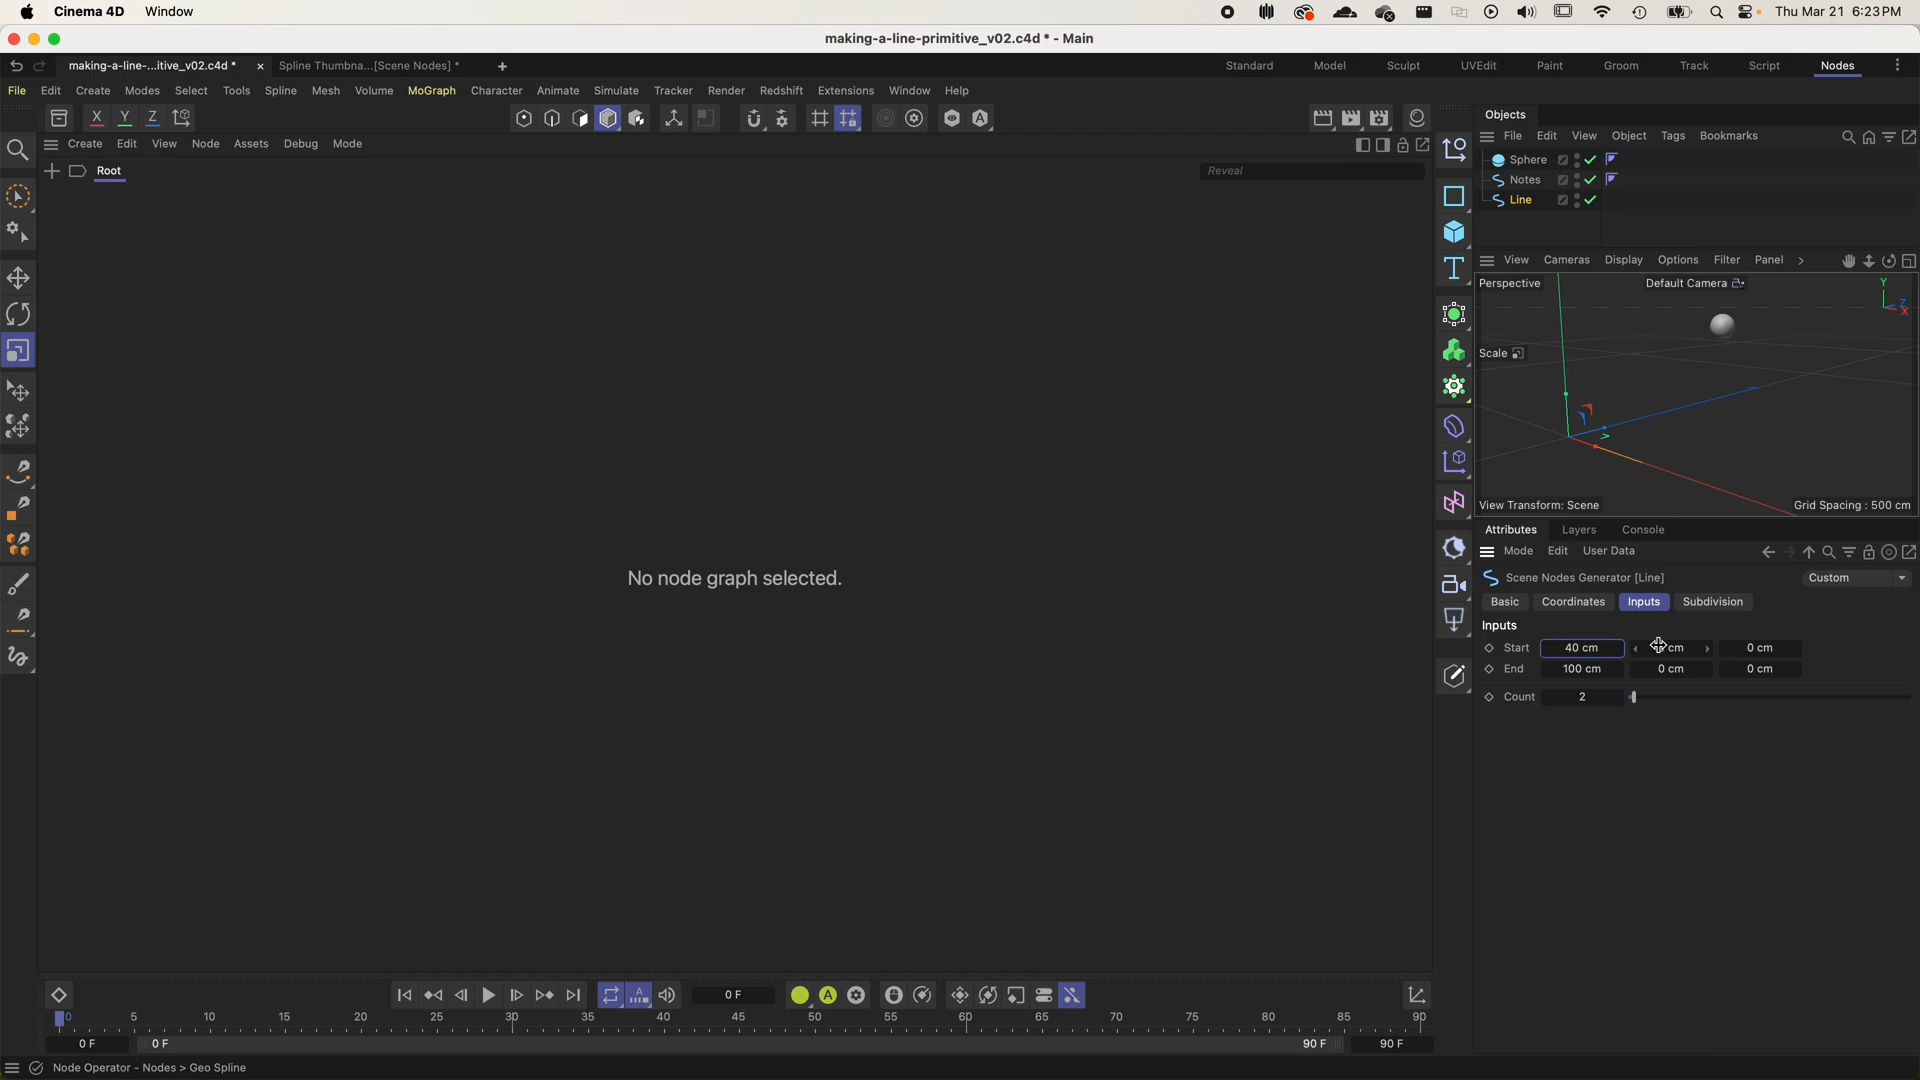 Cinema 4D Window
Thu Mar 21 6:23 PM
making-a-line-primitive_v02.c4d * - Main
making-a-line-...itive_v02.c4d * Spline Thumbna...[Scene Nodes] *
Standard Model Sculpt UVEdit Paint Groom Track Script Nodes
File Edit Create Modes Select Tools Spline Mesh Volume MoGraph Character Animate Simulate Tracker Render Redshift Extensions Window Help
X Y Z
Objects
Create Edit View Node Assets Debug Mode
File Edit View Object Tags Bookmarks
Root
Reveal
Sphere
Notes
Line
View Cameras Display Options Filter Panel
Perspective
Default Camera
Y
Z
X
Scale
View Transform: Scene
Grid Spacing : 500 cm
Attributes Layers Console
Mode Edit User Data
Scene Nodes Generator [Line]
Custom
Basic Coordinates Inputs Subdivision
Inputs
Start 40 cm cm 0 cm
End 100 cm 0 cm 0 cm
Count 2
No node graph selected.
0 F
0 5 10 15 20 25 30 35 40 45 50 55 60 65 70 75 80 85 90
0 F 0 F 90 F 90 F
Node Operator - Nodes > Geo Spline